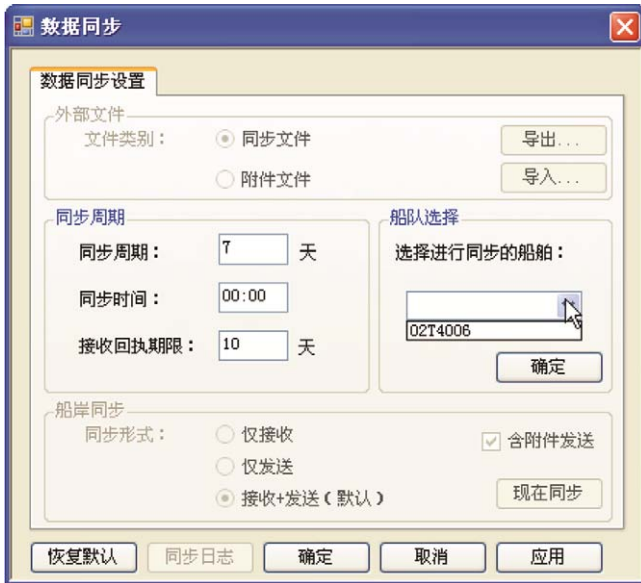 数据同步
数据同步设置
外部文件
文件类别： 同步文件 导出...
附件文件 导入...
同步周期
同步周期： 7 天
同步时间： 00:00
接收回执期限： 10 天
船队选择
选择进行同步的船舶：
02T4006
确定
船岸同步
同步形式： 仅接收 含附件发送
仅发送
接收+发送(默认) 现在同步
恢复默认 同步日志 确定 取消 应用